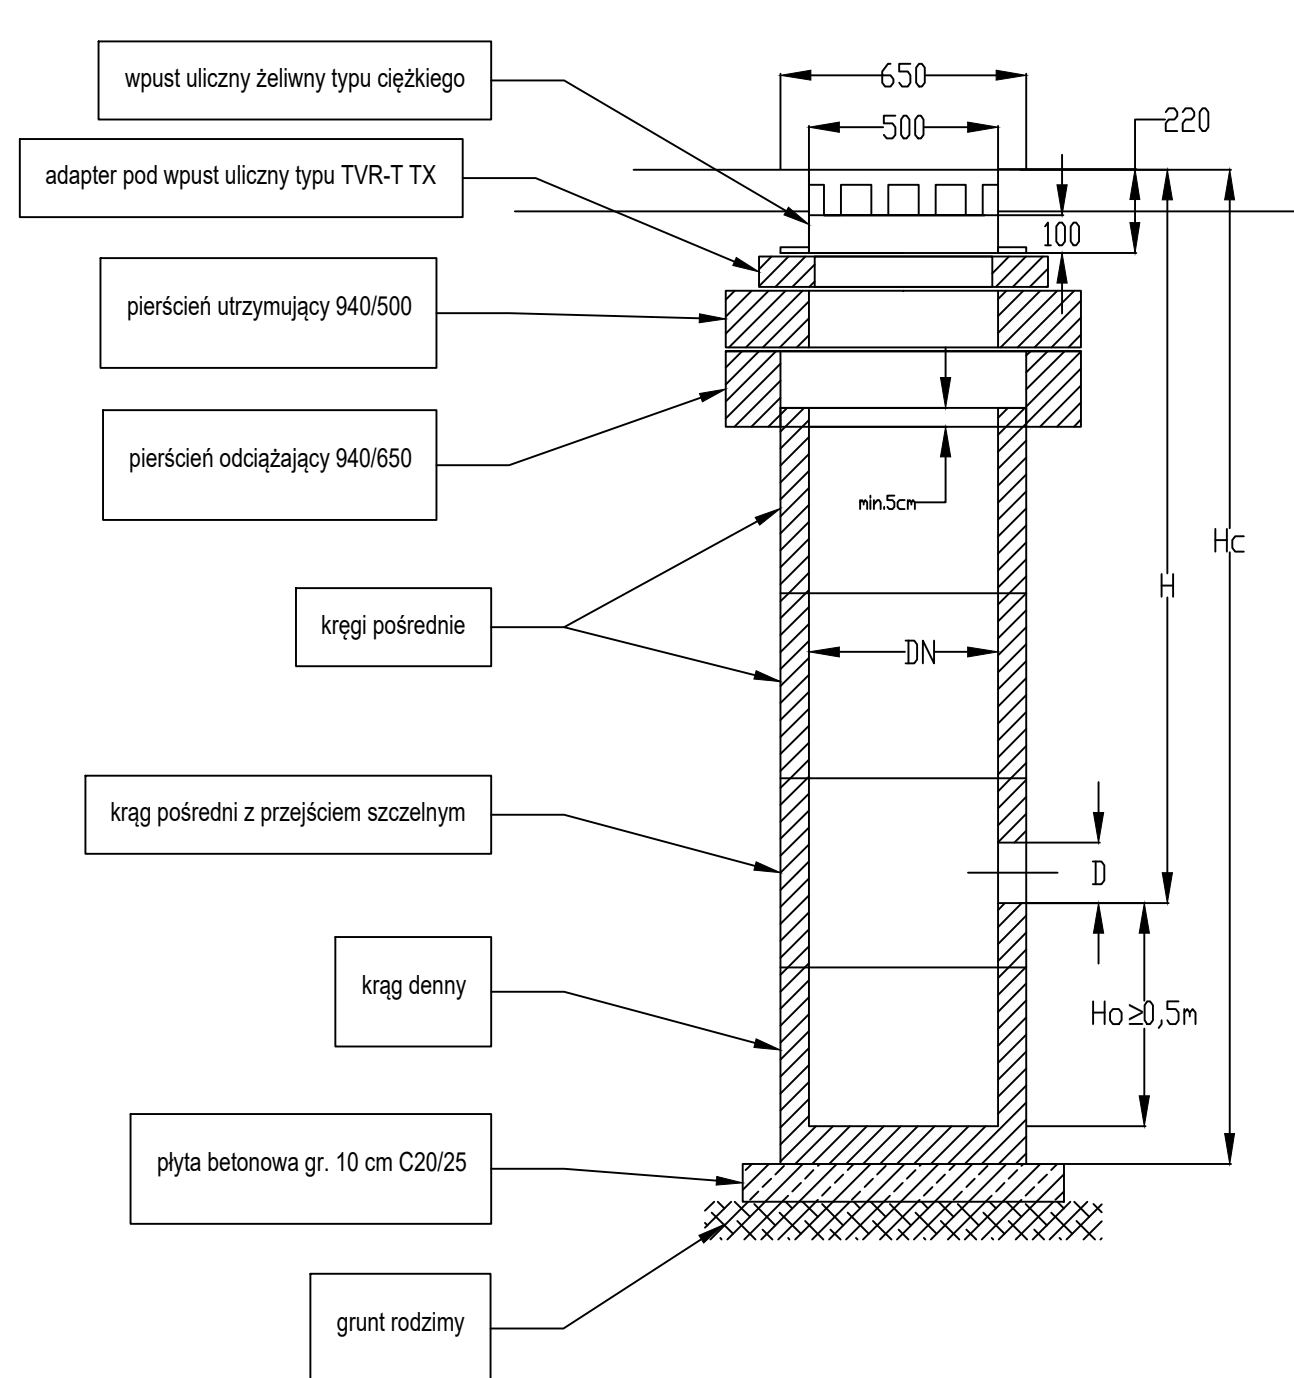 wpust uliczny żeliwny typu ciężkiego
adapter pod wpust uliczny typu TVR-T TX
pierścień utrzymujący 940/500
pierścień odciążający 940/650
kręgi pośrednie
krąg pośredni z przejściem szczelnym
krąg denny
płyta betonowa gr. 10 cm C20/25
grunt rodzimy
650
500
220
100
min.5cm
Hc
H
DN
D
Ho≥0,5m